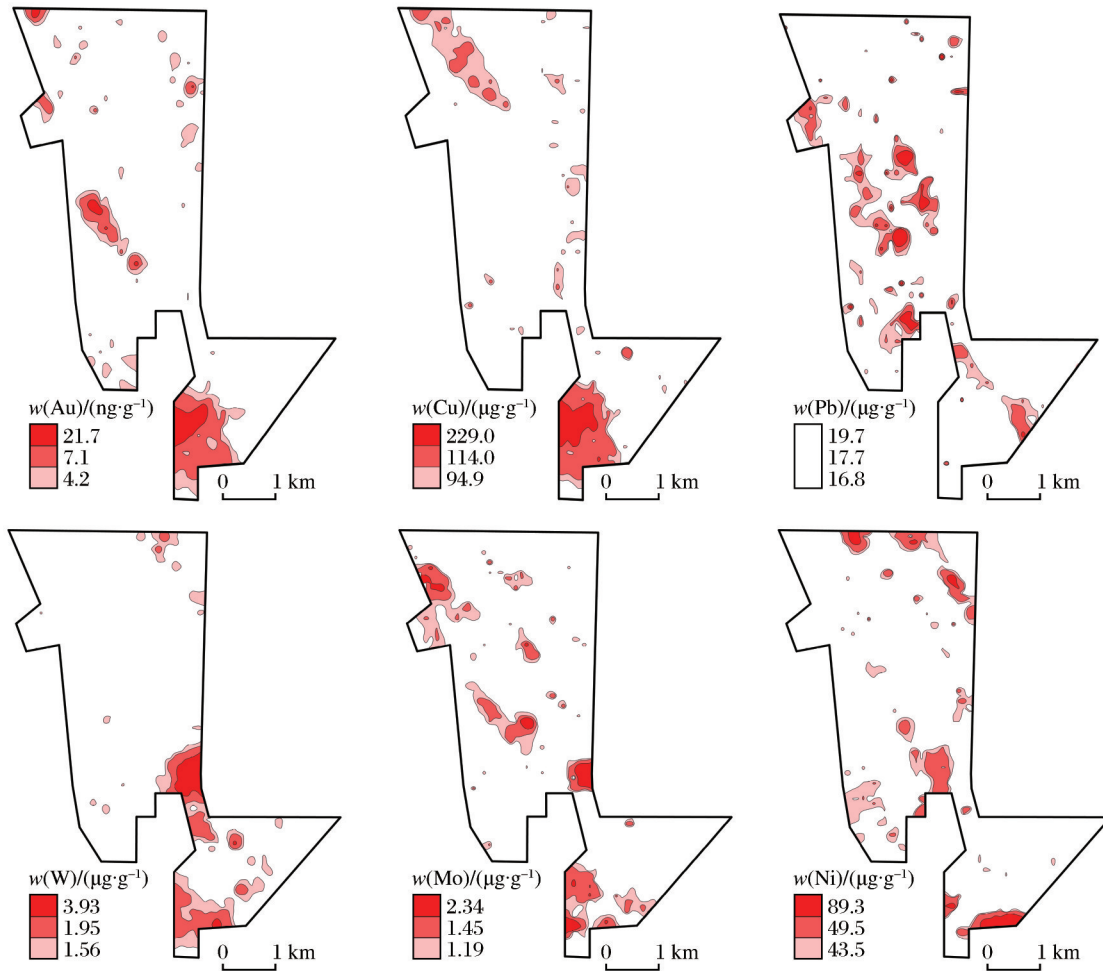 w(Au)/(ng·g⁻¹)
21.7
7.1
4.2
0 1 km
w(Cu)/(μg·g⁻¹)
229.0
114.0
94.9
0 1 km
w(Pb)/(μg·g⁻¹)
19.7
17.7
16.8
0 1 km
w(W)/(μg·g⁻¹)
3.93
1.95
1.56
0 1 km
w(Mo)/(μg·g⁻¹)
2.34
1.45
1.19
0 1 km
w(Ni)/(μg·g⁻¹)
89.3
49.5
43.5
0 1 km